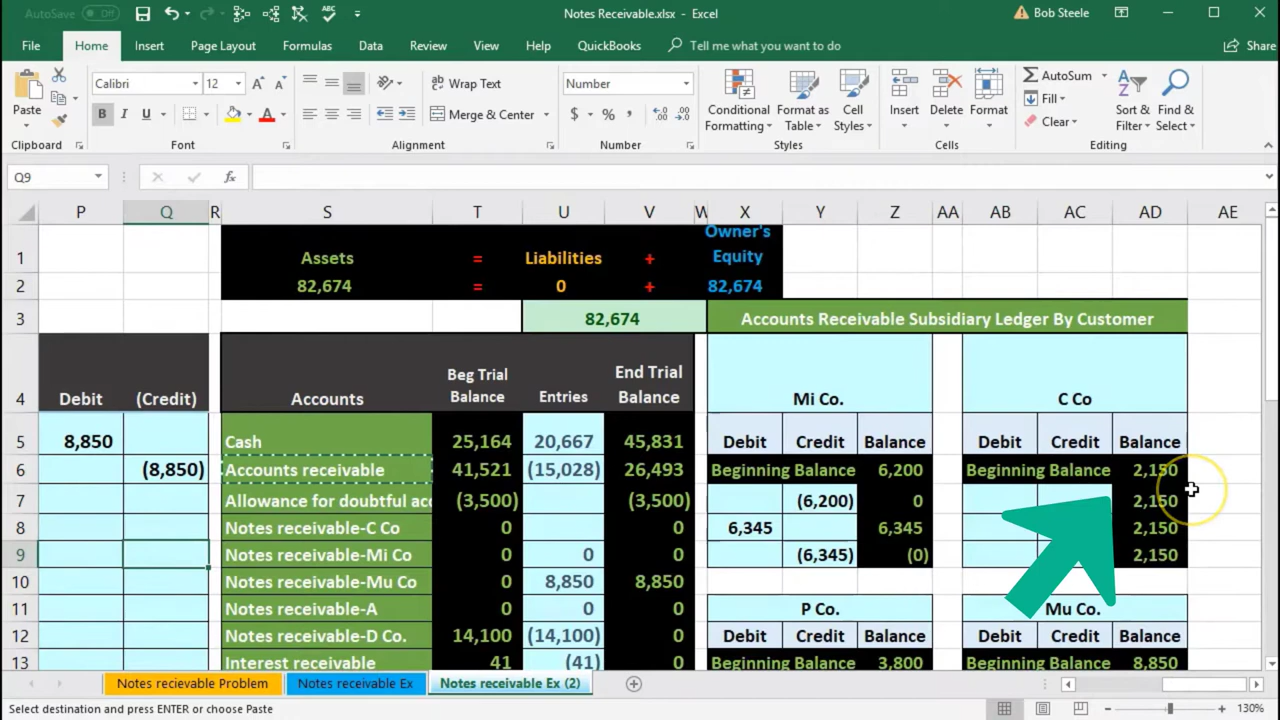 AutoSave Off Notes Receivable.xlsx - Excel Bob Steele
File Home Insert Page Layout Formulas Data Review View Help QuickBooks Tell me what you want to do Share
Paste Calibri 12 B I U Wrap Text Merge & Center Number $ % , Conditional Formatting Format as Table Cell Styles Insert Delete Format AutoSum Fill Clear Sort & Filter Find & Select
Clipboard Font Alignment Number Styles Cells Editing
Q9 fx
P Q R S T U V W X Y Z AA AB AC AD AE
1 Assets = Liabilities + Owner's Equity
2 82,674 = 0 + 82,674
3 82,674 Accounts Receivable Subsidiary Ledger By Customer
4 Debit (Credit) Accounts Beg Trial Balance Entries End Trial Balance Mi Co. C Co
5 8,850 Cash 25,164 20,667 45,831 Debit Credit Balance Debit Credit Balance
6 (8,850) Accounts receivable 41,521 (15,028) 26,493 Beginning Balance 6,200 Beginning Balance 2,150
7 Allowance for doubtful acc (3,500) (3,500) (6,200) 0 2,150
8 Notes receivable-C Co 0 0 6,345 6,345 2,150
9 Notes receivable-Mi Co 0 0 0 (6,345) (0) 2,150
10 Notes receivable-Mu Co 0 8,850 8,850
11 Notes receivable-A 0 0 0 P Co. Mu Co.
12 Notes receivable-D Co. 14,100 (14,100) 0 Debit Credit Balance Debit Credit Balance
13 Interest receivable 41 (41) 0 Beginning Balance 3,800 Beginning Balance 8,850
Notes recievable Problem Notes receivable Ex Notes receivable Ex (2)
Select destination and press ENTER or choose Paste 130%